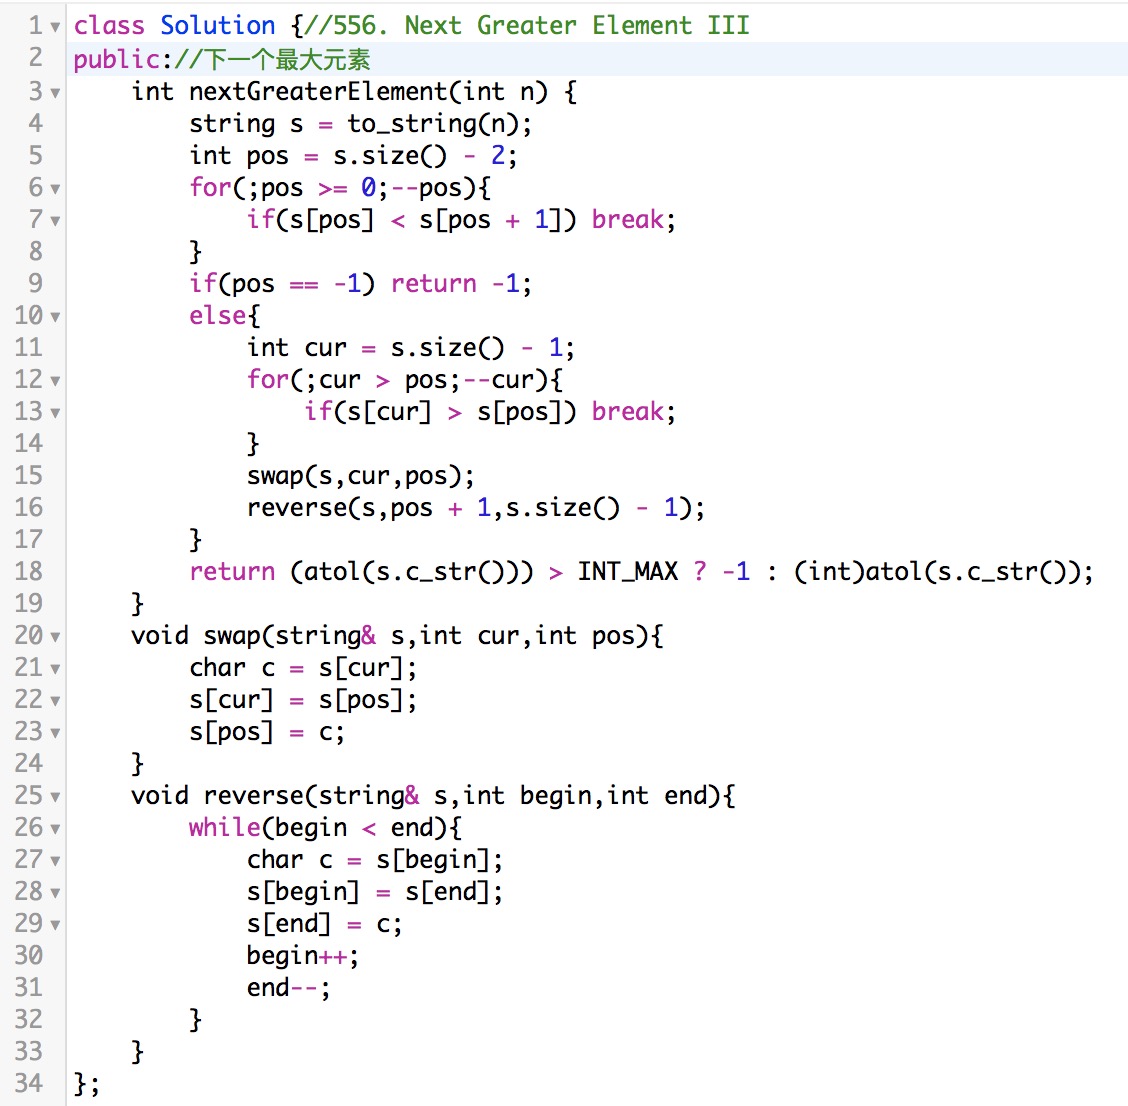 1 class Solution {//556. Next Greater Element III
2 public://下一个最大元素
3     int nextGreaterElement(int n) {
4         string s = to_string(n);
5         int pos = s.size() - 2;
6         for(;pos >= 0;--pos){
7             if(s[pos] < s[pos + 1]) break;
8         }
9         if(pos == -1) return -1;
10         else{
11             int cur = s.size() - 1;
12             for(;cur > pos;--cur){
13                 if(s[cur] > s[pos]) break;
14             }
15             swap(s,cur,pos);
16             reverse(s,pos + 1,s.size() - 1);
17         }
18         return (atol(s.c_str())) > INT_MAX ? -1 : (int)atol(s.c_str());
19     }
20     void swap(string& s,int cur,int pos){
21         char c = s[cur];
22         s[cur] = s[pos];
23         s[pos] = c;
24     }
25     void reverse(string& s,int begin,int end){
26         while(begin < end){
27             char c = s[begin];
28             s[begin] = s[end];
29             s[end] = c;
30             begin++;
31             end--;
32         }
33     }
34 };